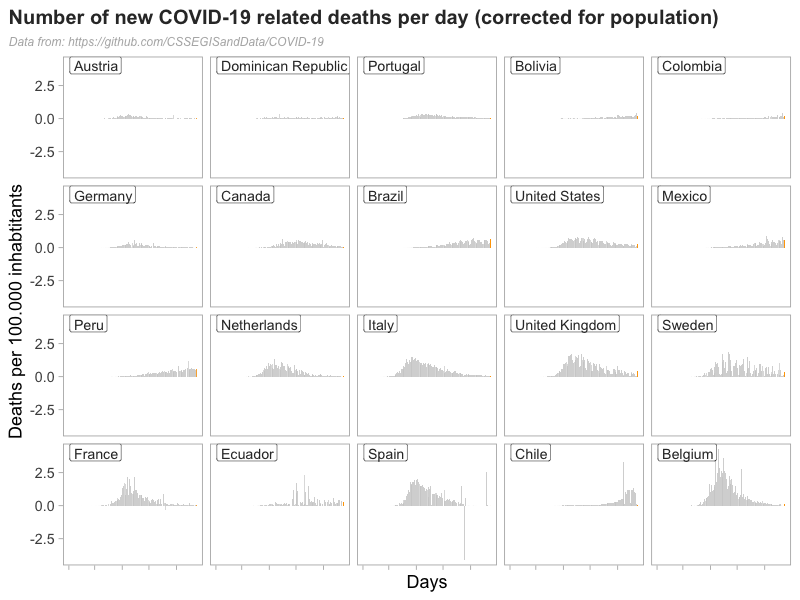 Number of new COVID-19 related deaths per day (corrected for population)
Data from: https://github.com/CSSEGISandData/COVID-19
Austria
Dominican Republic
Portugal
Bolivia
Colombia
2.5
0.0
-2.5
Germany
Canada
Brazil
United States
Mexico
2.5
0.0
-2.5
Peru
Netherlands
Italy
United Kingdom
Sweden
2.5
0.0
-2.5
France
Ecuador
Spain
Chile
Belgium
2.5
0.0
-2.5
Deaths per 100.000 inhabtitants
Days